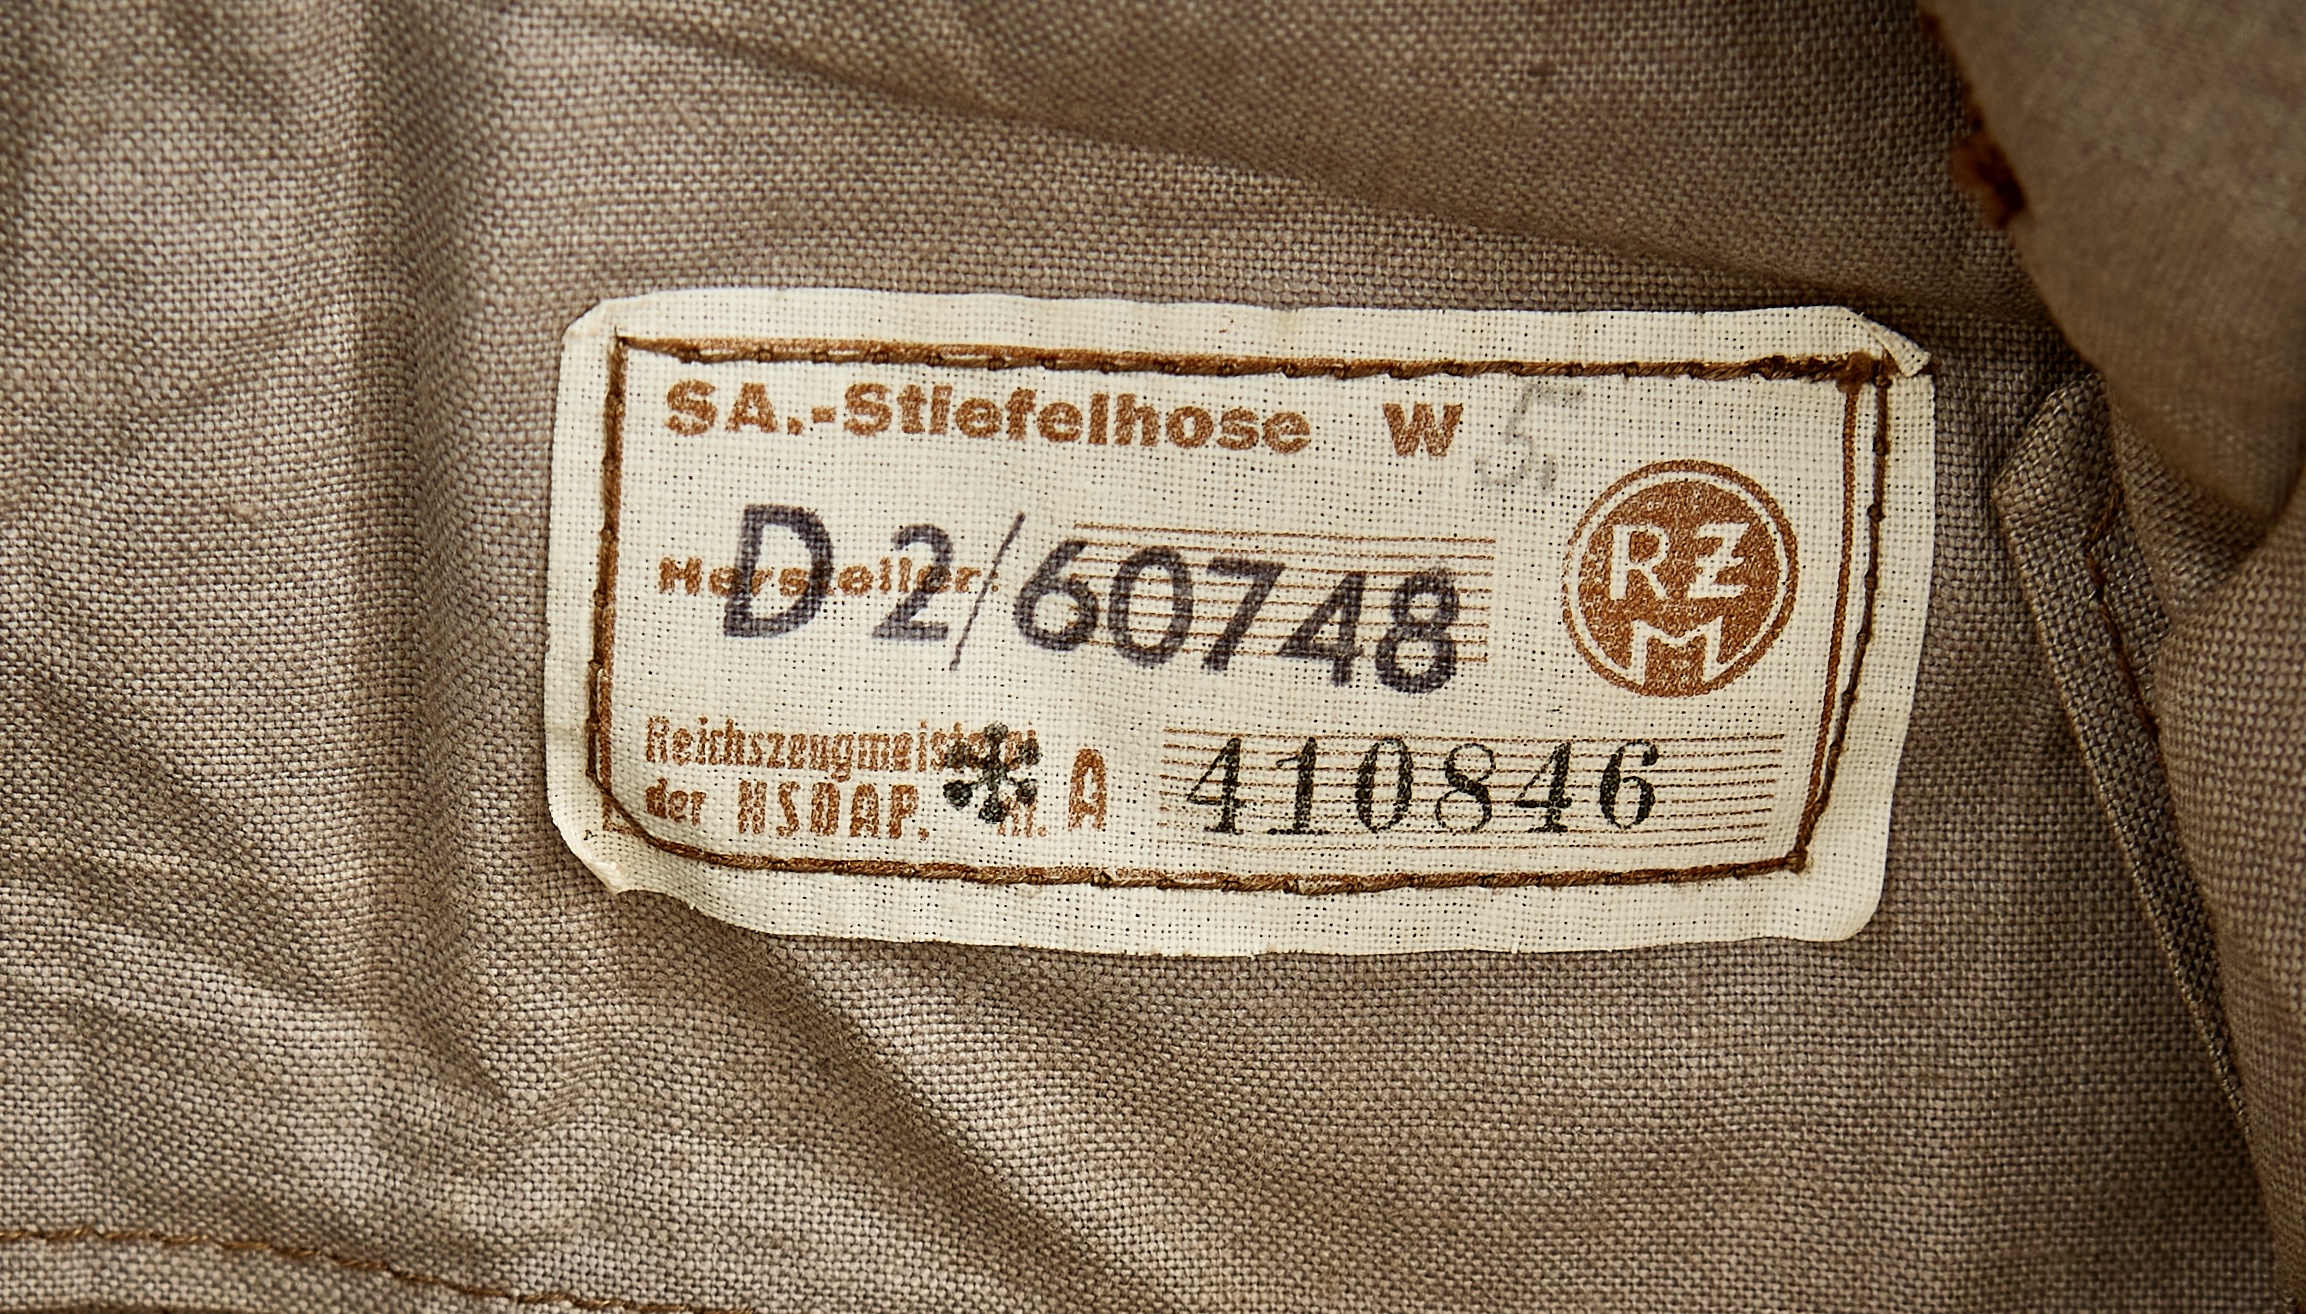 SA.-Stiefelhose W 5.
Hersteller: D 2/60748
RZM
Reichszeugmeisterei
der NSDAP. A 410846